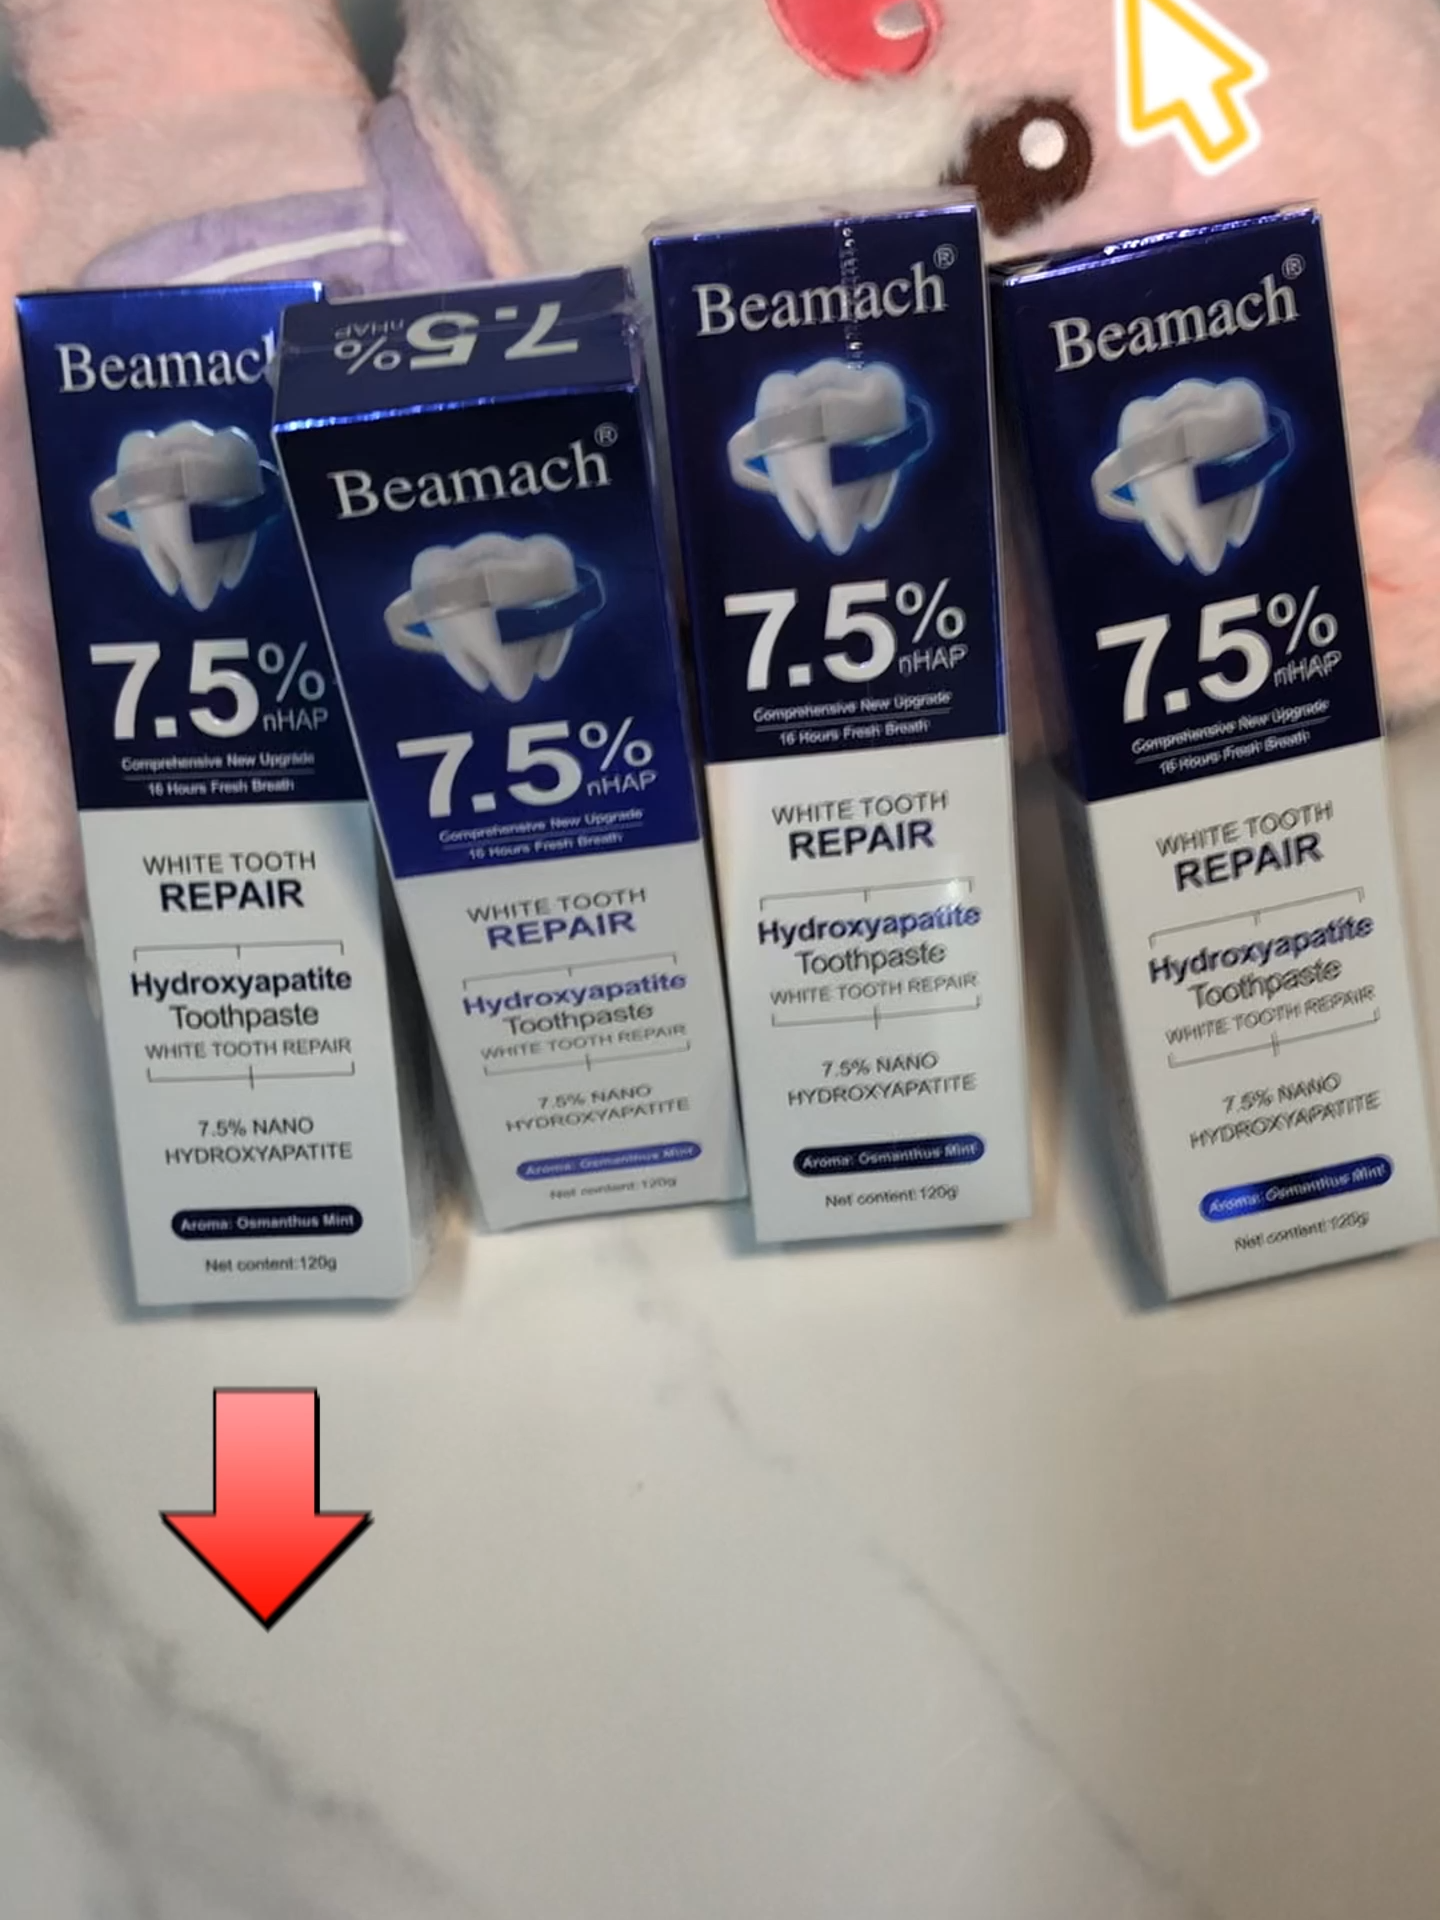 Beamac
7.5%
nHAP
Comprehensive New Upgrade
16 Hours Fresh Breath
WHITE TOOTH
REPAIR
Hydroxyapatite
Toothpaste
WHITE TOOTH REPAIR
7.5% NANO
HYDROXYAPATITE
Aroma: Osmanthus Mint
Net content:120g
7.5%
nHAP
Beamach®
7.5%
nHAP
Comprehensive New Upgrade
16 Hours Fresh Breath
WHITE TOOTH
REPAIR
Hydroxyapatite
Toothpaste
WHITE TOOTH REPAIR
7.5% NANO
HYDROXYAPATITE
Aroma: Osmanthus Mint
Net content:120g
Beamach®
7.5%
nHAP
Comprehensive New Upgrade
16 Hours Fresh Breath
WHITE TOOTH
REPAIR
Hydroxyapatite
Toothpaste
WHITE TOOTH REPAIR
7.5% NANO
HYDROXYAPATITE
Aroma: Osmanthus Mint
Net content:120g
Beamach®
7.5%
nHAP
Comprehensive New Upgrade
16 Hours Fresh Breath
WHITE TOOTH
REPAIR
Hydroxyapatite
Toothpaste
WHITE TOOTH REPAIR
7.5% NANO
HYDROXYAPATITE
Aroma: Osmanthus Mint
Net content:120g